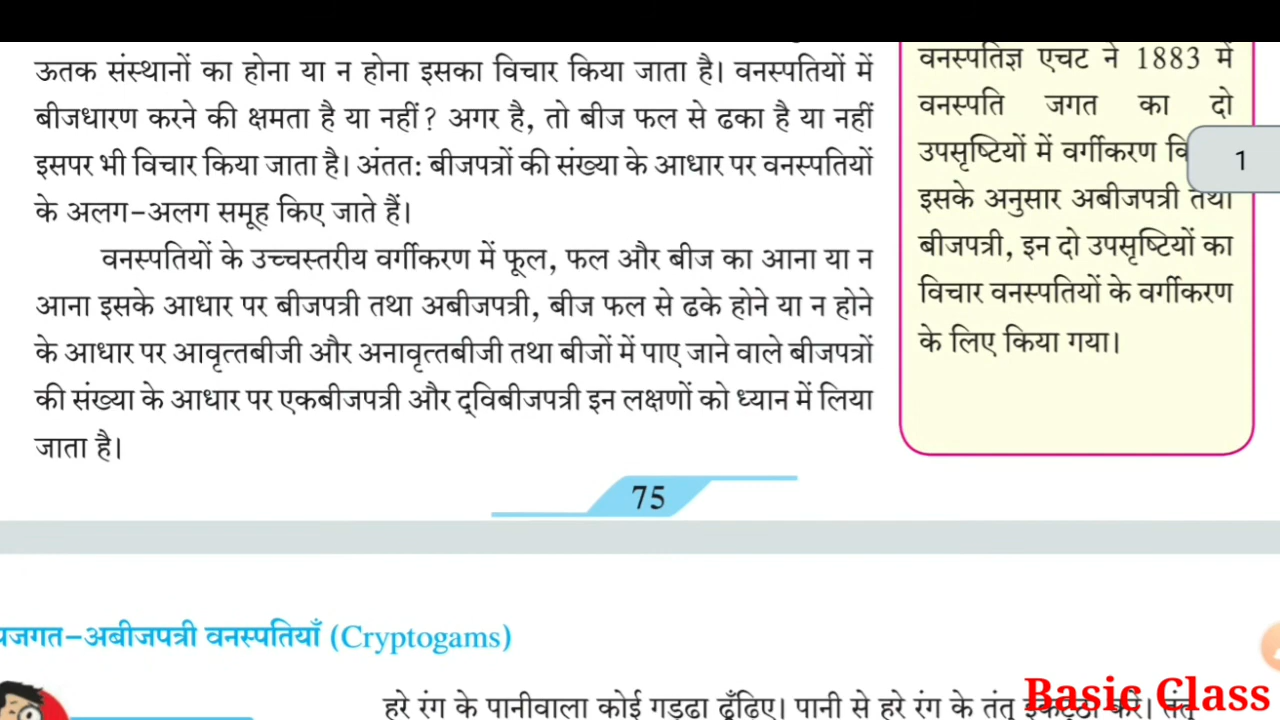 ऊतक संस्थानों का होना या न होना इसका विचार किया जाता है। वनस्पतियों में
बीजधारण करने की क्षमता है या नहीं? अगर है, तो बीज फल से ढका है या नहीं
इसपर भी विचार किया जाता है। अंतत: बीजपत्रों की संख्या के आधार पर वनस्पतियों
के अलग-अलग समूह किए जाते हैं।
वनस्पतियों के उच्चस्तरीय वर्गीकरण में फूल, फल और बीज का आना या न
आना इसके आधार पर बीजपत्री तथा अबीजपत्री, बीज फल से ढके होने या न होने
के आधार पर आवृत्तबीजी और अनावृत्तबीजी तथा बीजों में पाए जाने वाले बीजपत्रों
की संख्या के आधार पर एकबीजपत्री और द्विबीजपत्री इन लक्षणों को ध्यान में लिया
जाता है।
वनस्पतिज्ञ एचट ने 1883 में
वनस्पति जगत का दो
उपसृष्टियों में वर्गीकरण
इसके अनुसार अबीजपत्री तथा
बीजपत्री, इन दो उपसृष्टियों का
विचार वनस्पतियों के वर्गीकरण
के लिए किया गया।
1
75
अबीजपत्री वनस्पतियाँ (Cryptogams)
हरे रंग के पानीवाला कोई गड्ढा ढूँढ़िए। पानी से हरे रंग के तंतू
Basic Class